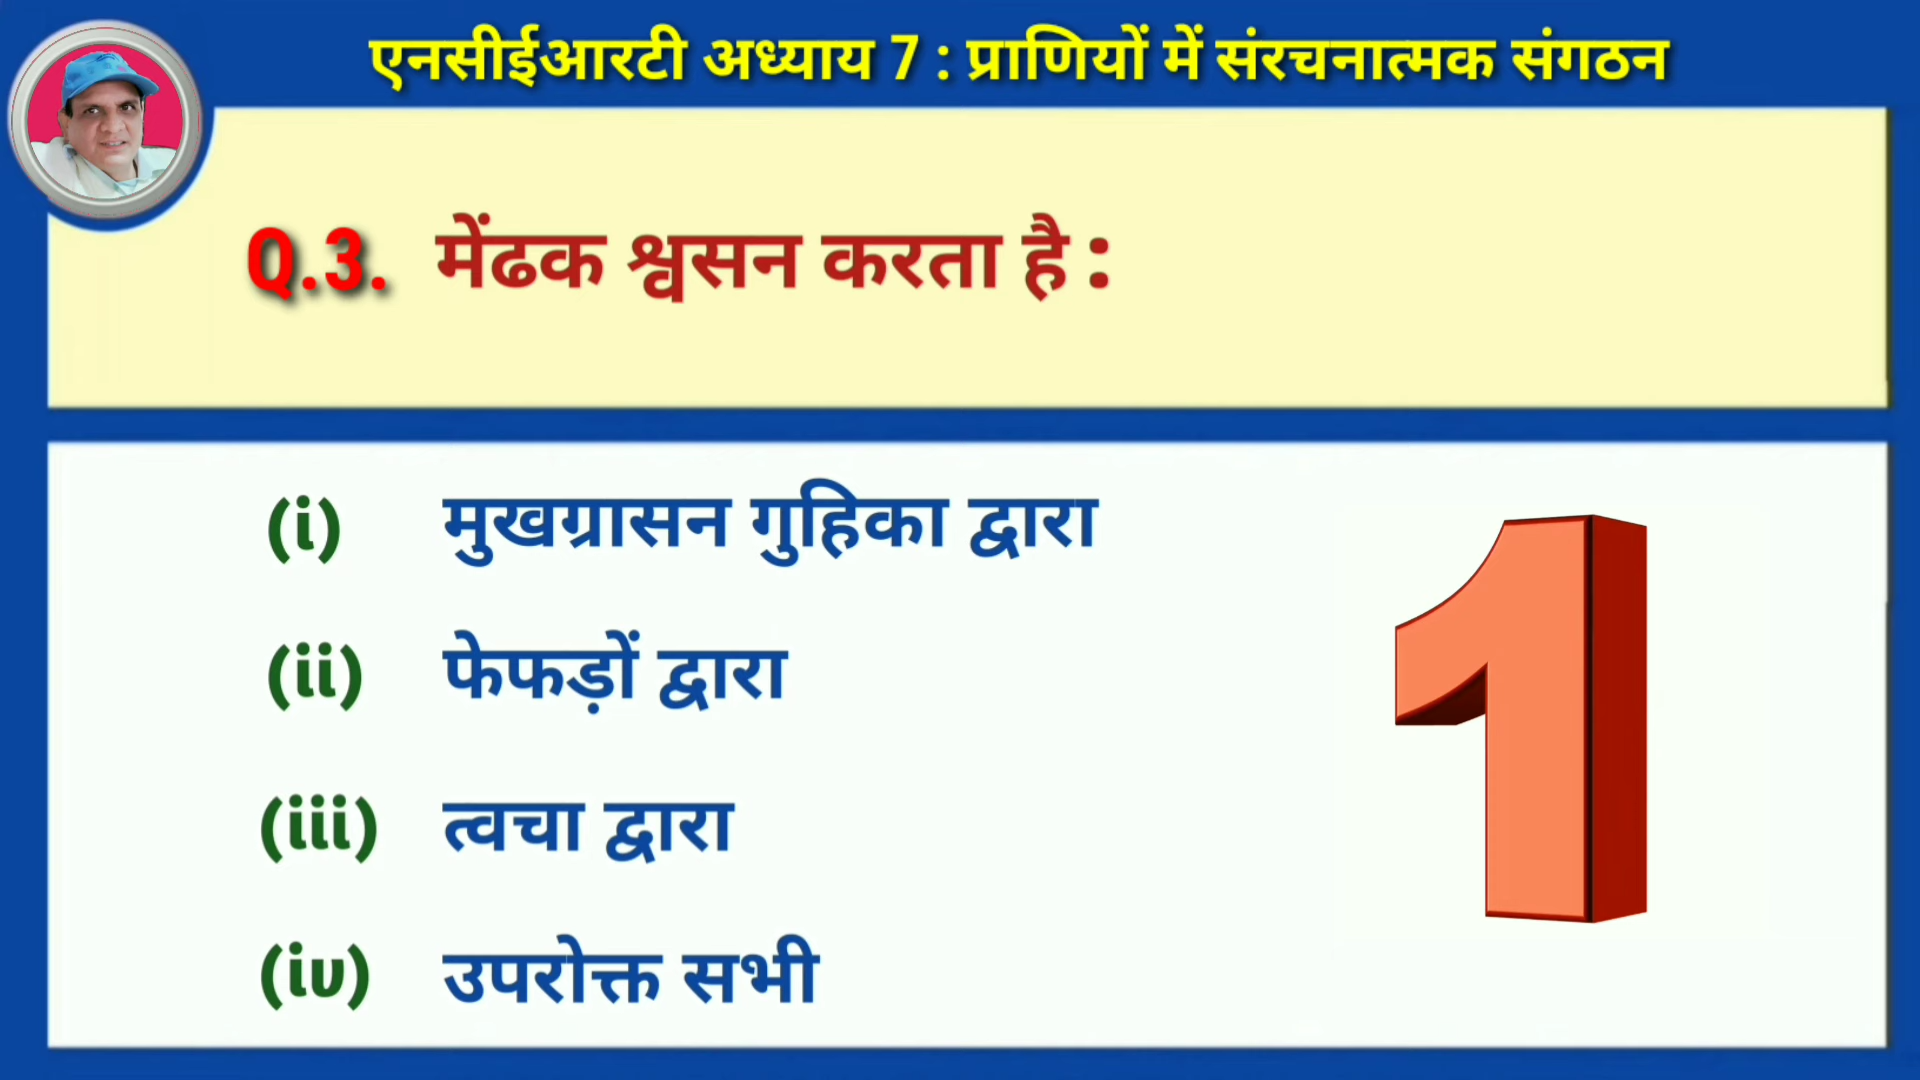 एनसीईआरटी अध्याय 7 : प्राणियों में संरचनात्मक संगठन
Q.3. मेंढक श्वसन करता है :
(i) मुखग्रासन गुहिका द्वारा
(ii) फेफड़ों द्वारा
(iii) त्वचा द्वारा
(iv) उपरोक्त सभी
1